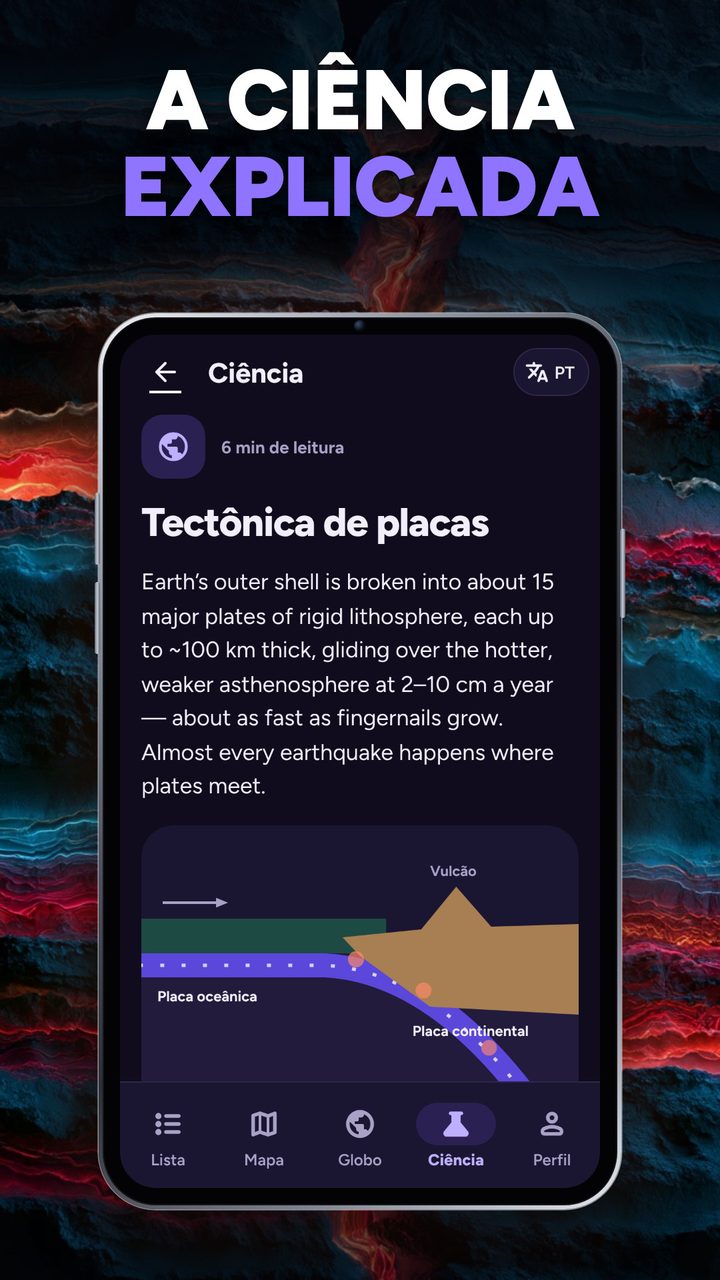 A CIÊNCIA
EXPLICADA
Ciência
PT
6 min de leitura
Tectônica de placas
Earth’s outer shell is broken into about 15
major plates of rigid lithosphere, each up
to ~100 km thick, gliding over the hotter,
weaker asthenosphere at 2–10 cm a year
— about as fast as fingernails grow.
Almost every earthquake happens where
plates meet.
Vulcão
Placa oceânica
Placa continental
Lista
Mapa
Globo
Ciência
Perfil